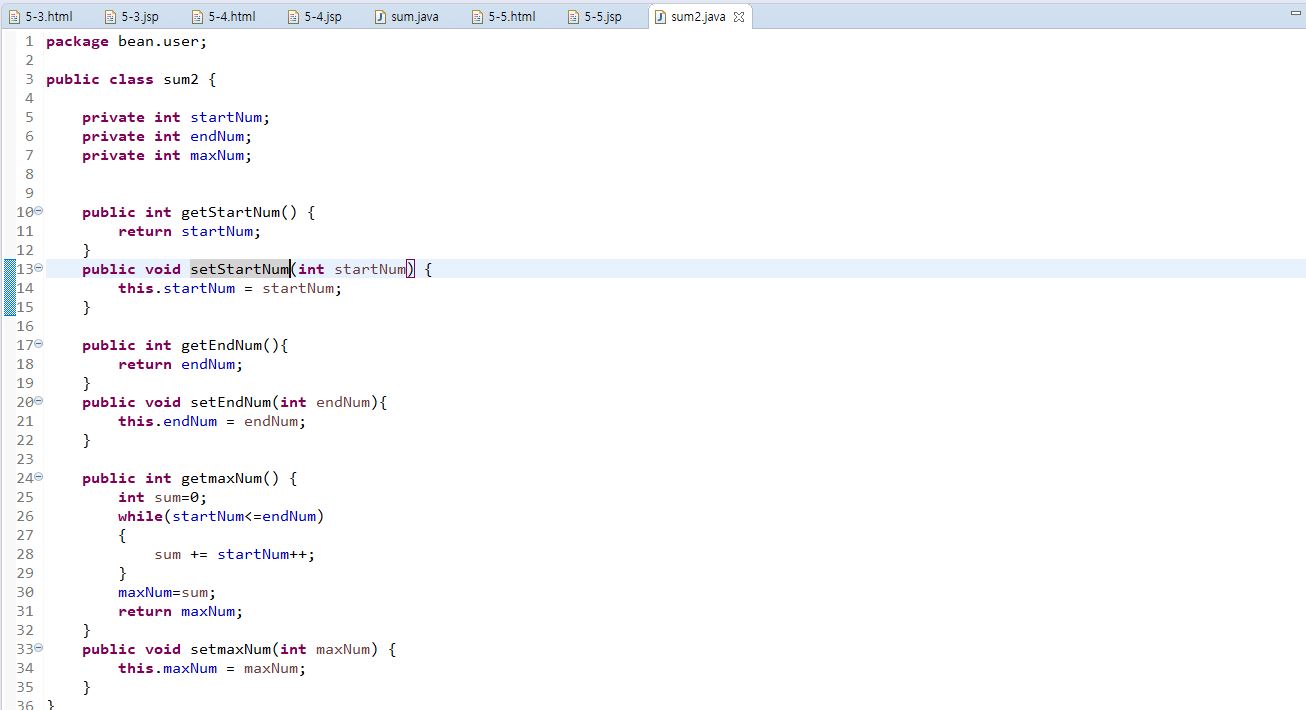 5-3.html 5-3.jsp 5-4.html 5-4.jsp sum.java 5-5.html 5-5.jsp sum2.java
1 package bean.user;
2
3 public class sum2 {
4
5     private int startNum;
6     private int endNum;
7     private int maxNum;
8
9
10     public int getStartNum() {
11         return startNum;
12     }
13     public void setStartNum(int startNum) {
14         this.startNum = startNum;
15     }
16
17     public int getEndNum(){
18         return endNum;
19     }
20     public void setEndNum(int endNum){
21         this.endNum = endNum;
22     }
23
24     public int getmaxNum() {
25         int sum=0;
26         while(startNum<=endNum)
27         {
28             sum += startNum++;
29         }
30         maxNum=sum;
31         return maxNum;
32     }
33     public void setmaxNum(int maxNum) {
34         this.maxNum = maxNum;
35     }
36 }